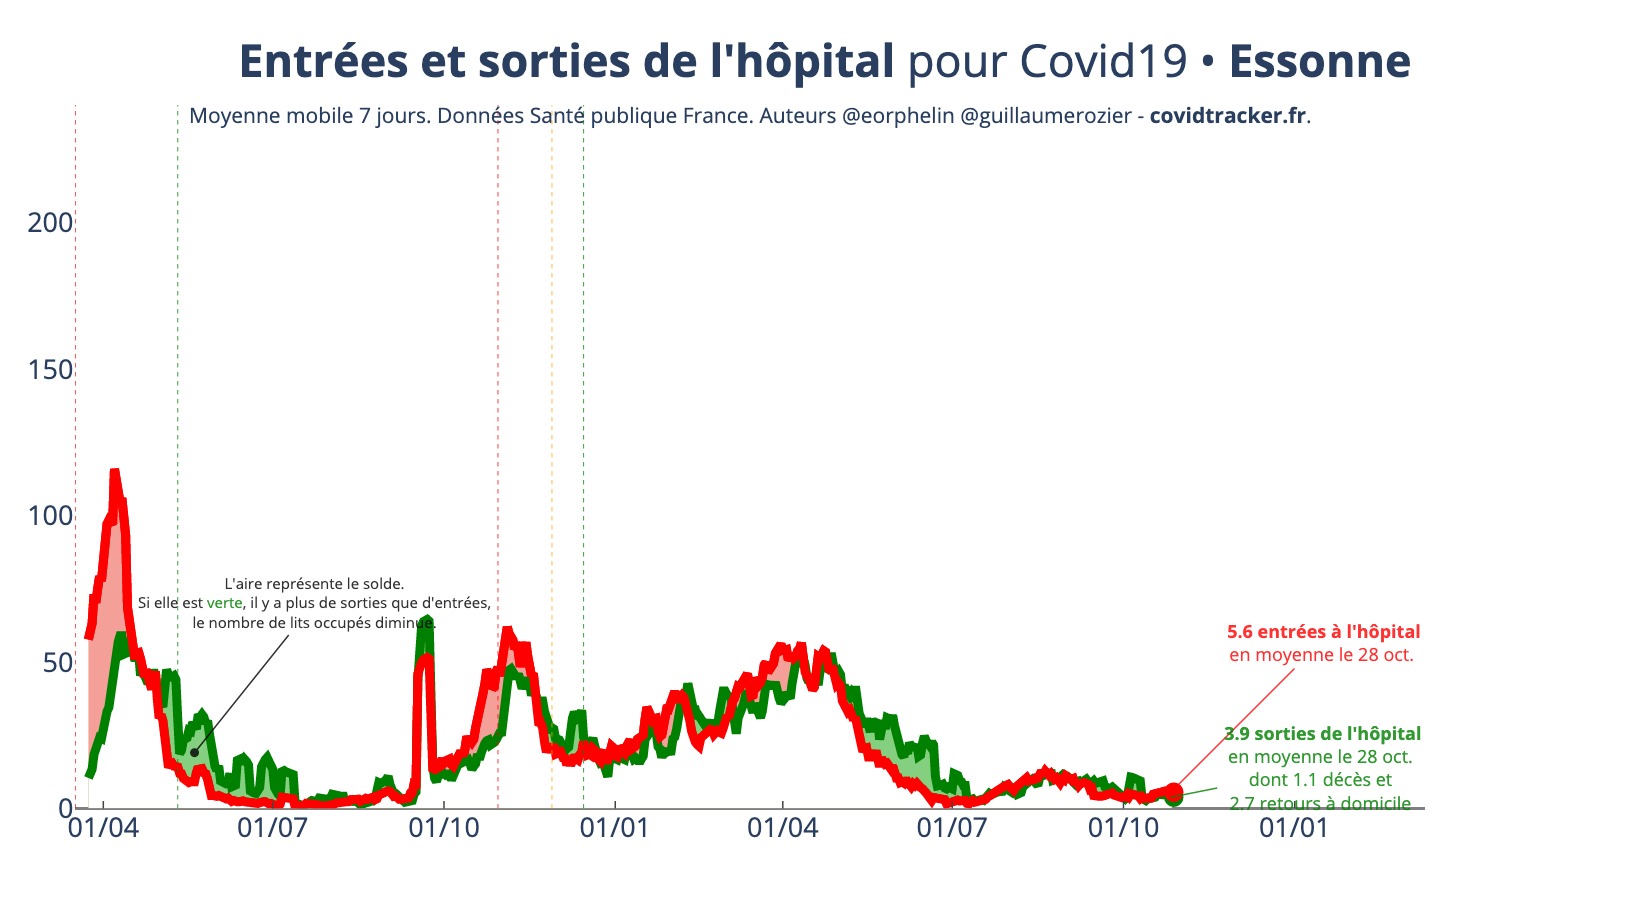 Entrées et sorties de l'hôpital pour Covid19 • Essonne
Moyenne mobile 7 jours. Données Santé publique France. Auteurs @eorphelin @guillaumerozier - covidtracker.fr.
200
150
100
50
0
L'aire représente le solde.
Si elle est verte, il y a plus de sorties que d'entrées,
le nombre de lits occupés diminue.
5.6 entrées à l'hôpital
en moyenne le 28 oct.
3.9 sorties de l'hôpital
en moyenne le 28 oct.
dont 1.1 décès et
2.7 retours à domicile
01/04 01/07 01/10 01/01 01/04 01/07 01/10 01/01